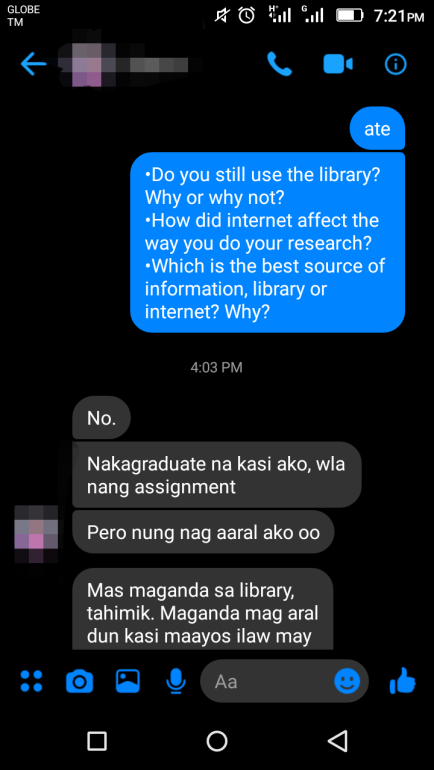 GLOBE
TM
H+
4
G
7:21PM
ate
•Do you still use the library?
Why or why not?
•How did internet affect the
way you do your research?
•Which is the best source of
information, library or
internet? Why?
4:03 PM
No.
Nakagraduate na kasi ako, wla
nang assignment
Pero nung nag aaral ako oo
Mas maganda sa library,
tahimik. Maganda mag aral
dun kasi maayos ilaw may
Aa